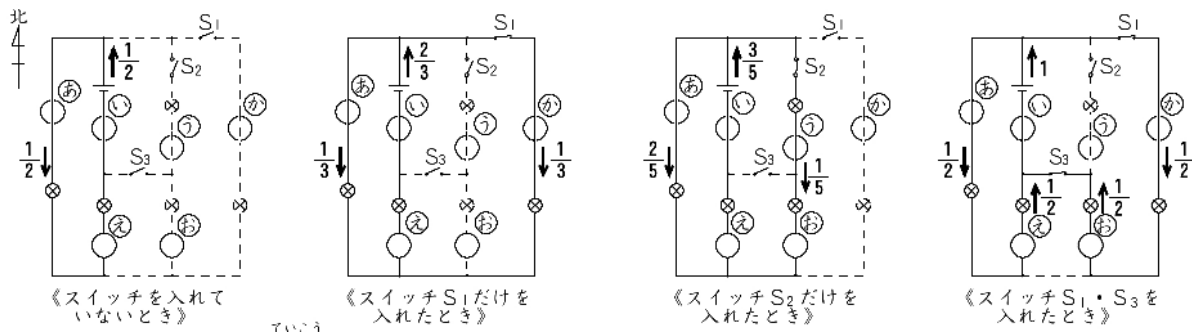 北
S₁
S₂
S₃
あ
い
う
え
お
か
1/2
1/2
《スイッチを入れて
いないとき》
S₁
S₂
S₃
あ
い
う
え
お
か
2/3
1/3
1/3
《スイッチS₁だけを
入れたとき》
S₁
S₂
S₃
あ
い
う
え
お
か
3/5
2/5
1/5
《スイッチS₂だけを
入れたとき》
S₁
S₂
S₃
あ
い
う
え
お
か
1
1/2
1/2
1/2
1/2
《スイッチS₁・S₃を
入れたとき》
ていこう